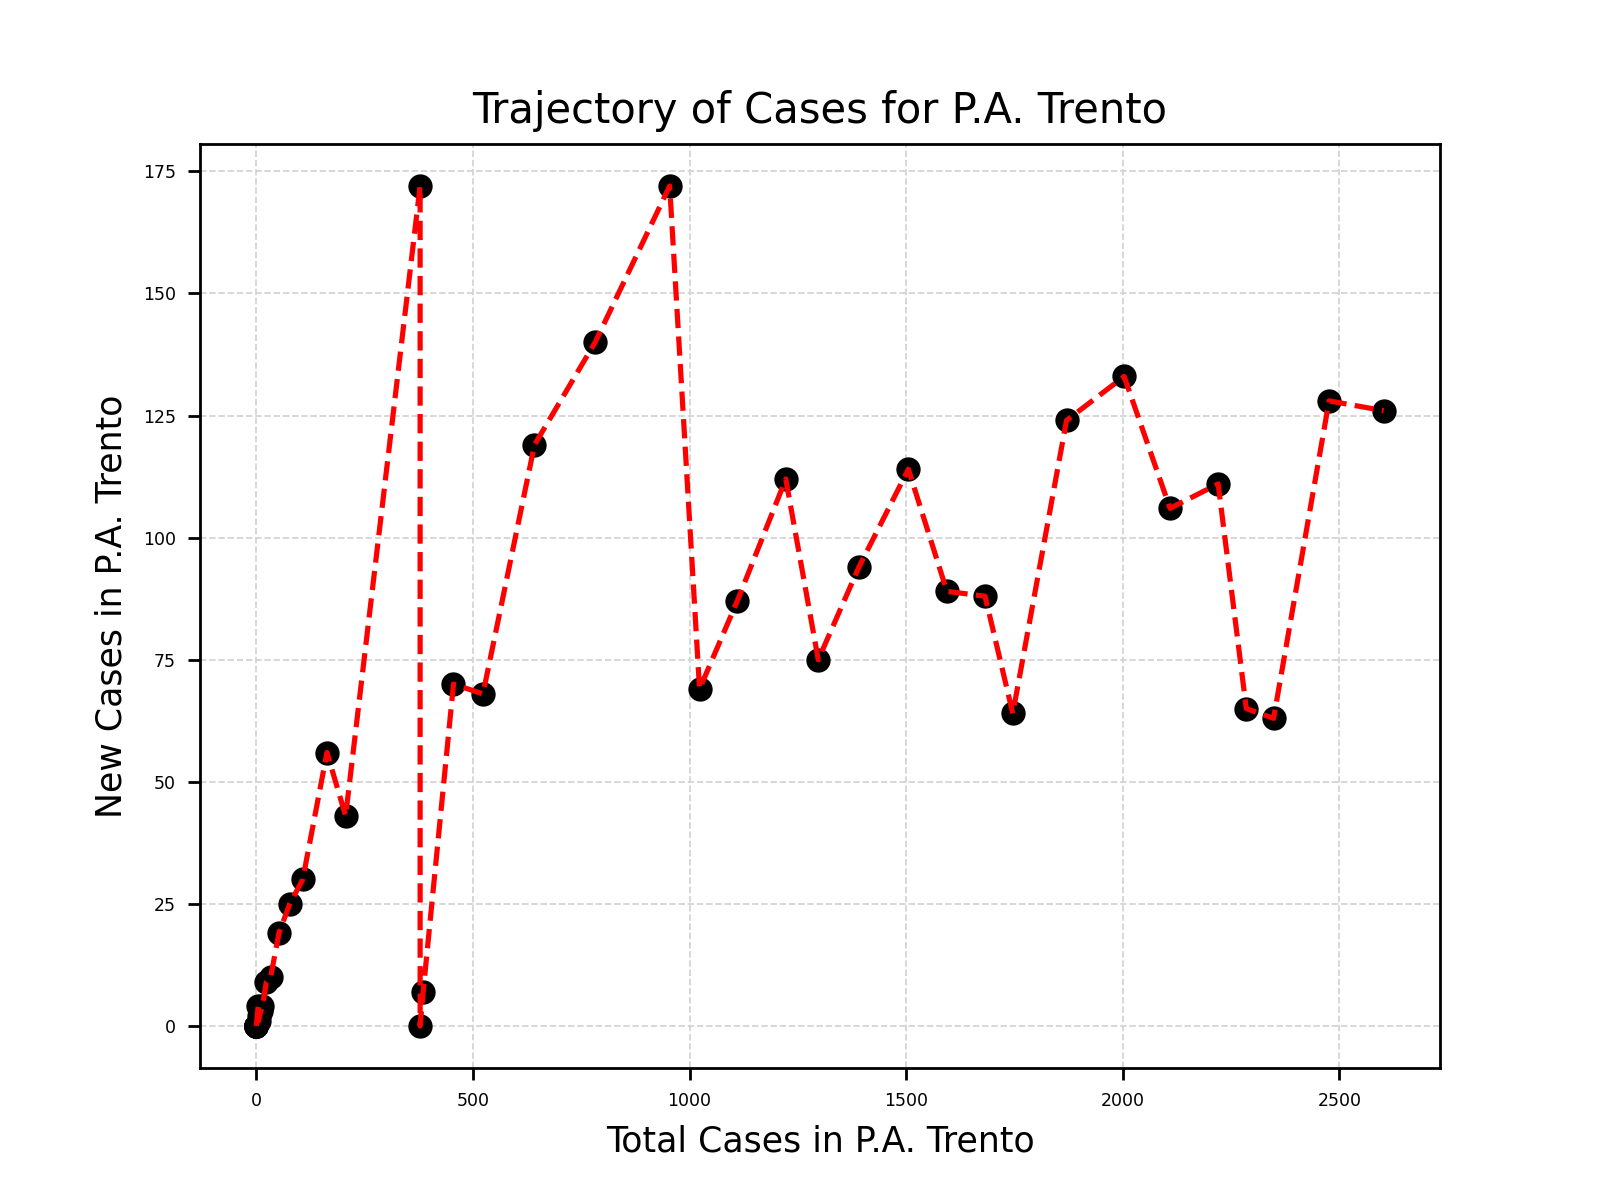 Trajectory of Cases for P.A. Trento
New Cases in P.A. Trento
175
150
125
100
75
50
25
0
0 500 1000 1500 2000 2500
Total Cases in P.A. Trento